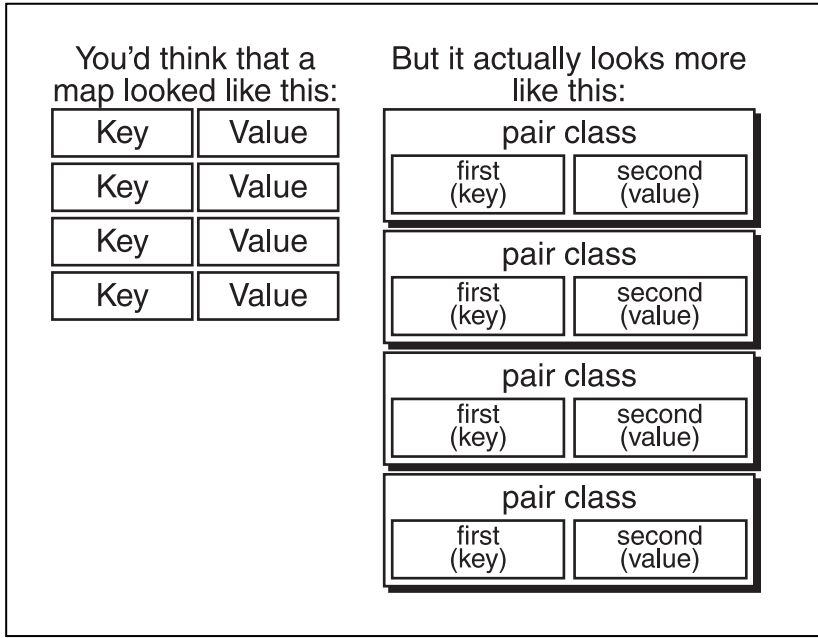 You’d think that a
map looked like this:
Key Value
Key Value
Key Value
Key Value
But it actually looks more
like this:
pair class
first second
(key) (value)
pair class
first second
(key) (value)
pair class
first second
(key) (value)
pair class
first second
(key) (value)